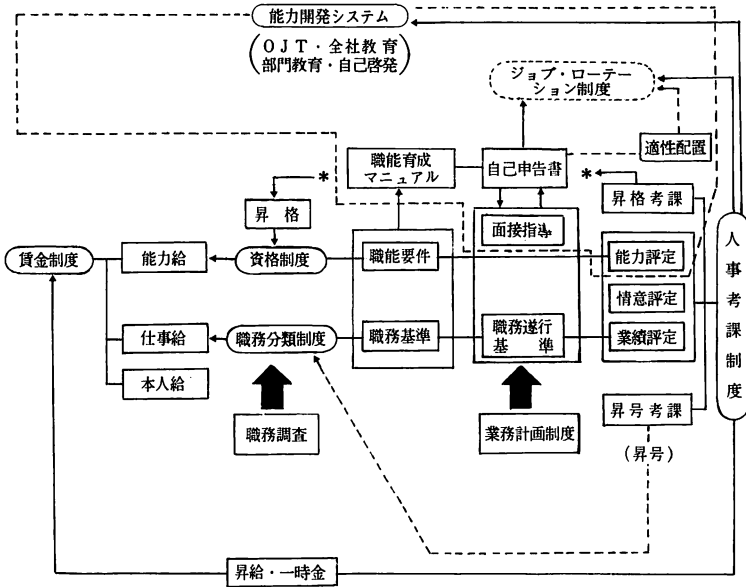 能力開発システム
(OJT・全社教育
部門教育・自己啓発)
ジョブ・ローテー
ション制度
適性配置
職能育成
マニュアル
自己申告書
*
*
昇格
昇格考課
面接指導
人事考課制度
賃金制度
能力給
資格制度
職能要件
能力評定
情意評定
仕事給
職務分類制度
職務基準
職務遂行
基準
業績評定
本人給
昇号考課
職務調査
業務計画制度
(昇号)
昇給・一時金